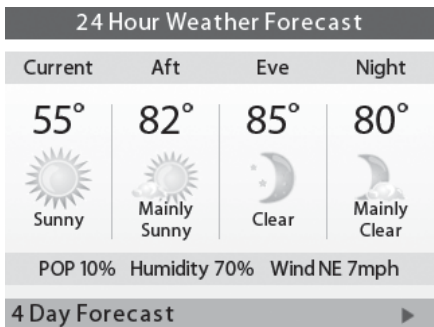 24 Hour Weather Forecast
Current Aft Eve Night
55° 82° 85° 80°
Sunny Mainly Sunny Clear Mainly Clear
POP 10% Humidity 70% Wind NE 7mph
4 Day Forecast